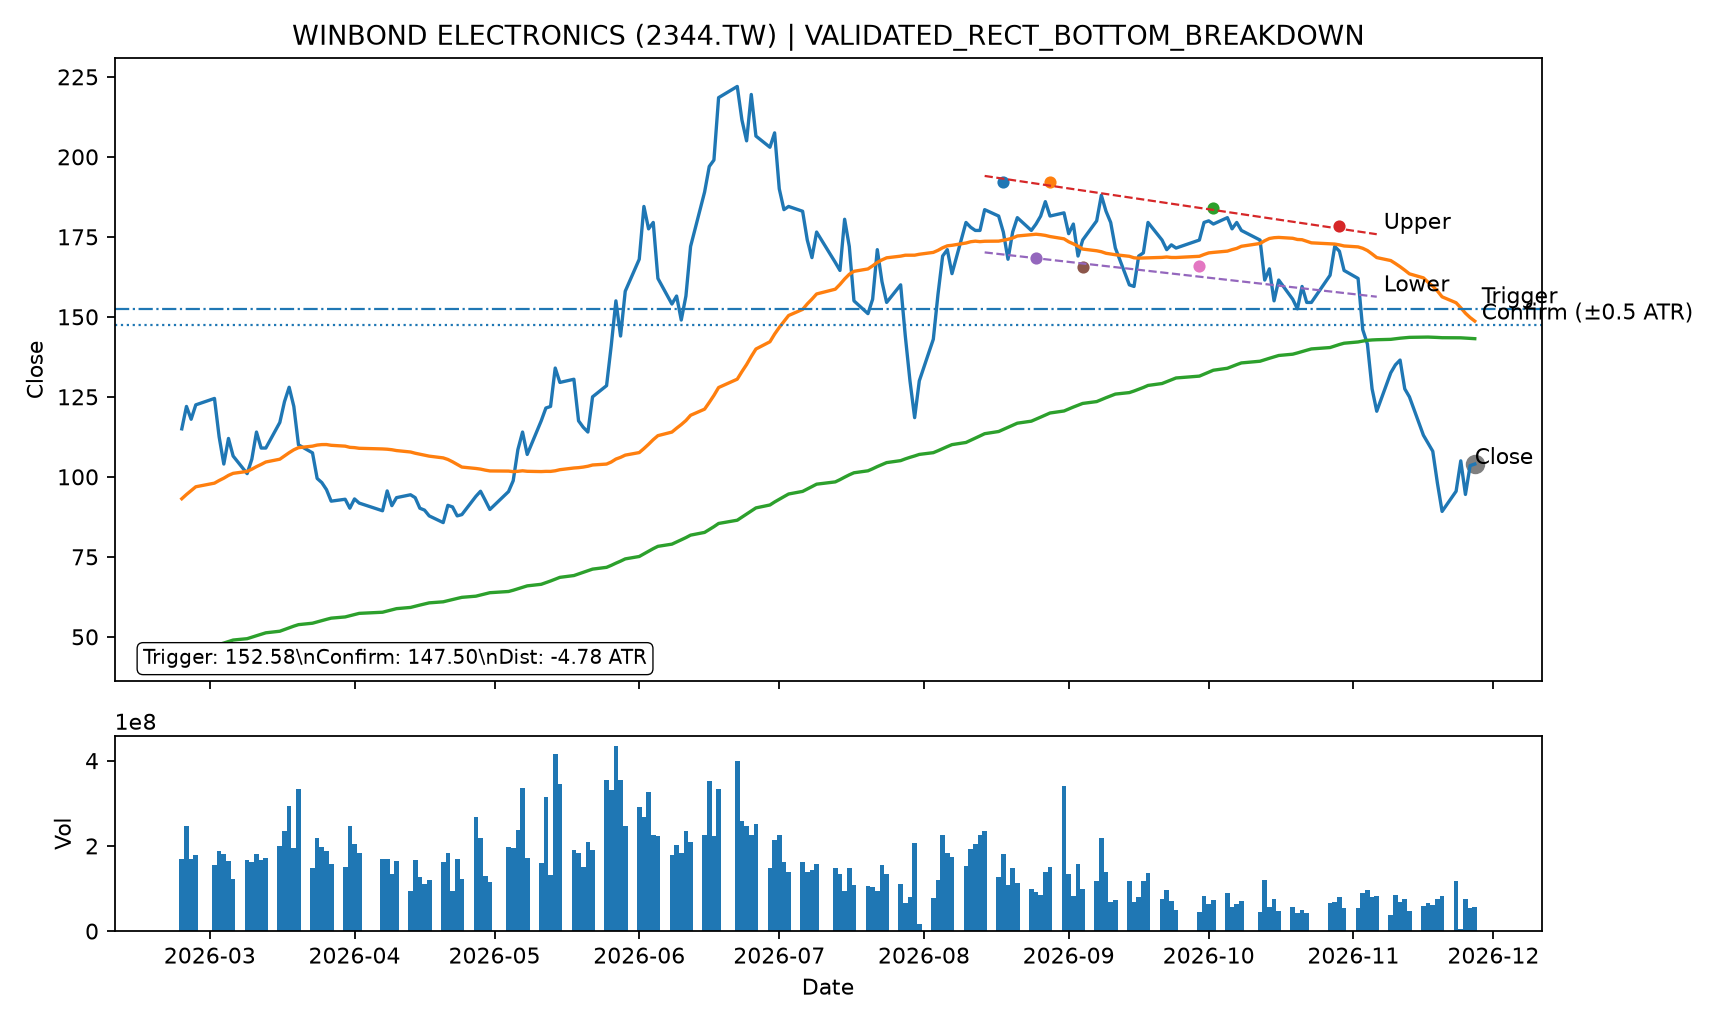 WINBOND ELECTRONICS (2344.TW) | VALIDATED_RECT_BOTTOM_BREAKDOWN
225
200
175
150
125
100
75
50
Close
Upper
Lower
Trigger
Confirm (±0.5 ATR)
Close
Trigger: 152.58\nConfirm: 147.50\nDist: -4.78 ATR
1e8
4
2
0
Vol
2026-03 2026-04 2026-05 2026-06 2026-07 2026-08 2026-09 2026-10 2026-11 2026-12
Date